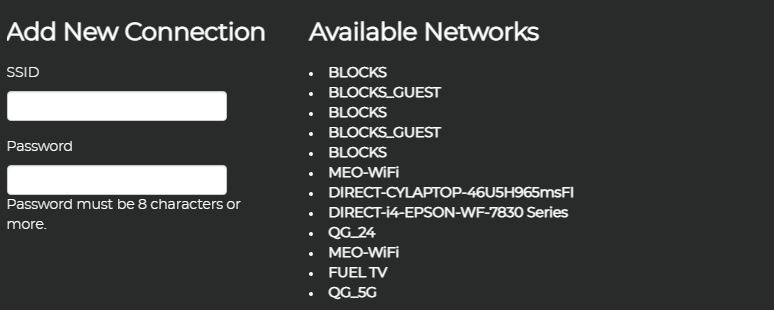 Add New Connection
SSID
Password
Password must be 8 characters or
more.
Available Networks
BLOCKS
BLOCKS_GUEST
BLOCKS
BLOCKS_GUEST
BLOCKS
MEO-WiFi
DIRECT-CYLAPTOP-46U5H965msFl
DIRECT-i4-EPSON-WF-7830 Series
QG_24
MEO-WiFi
FUEL TV
QG_5G